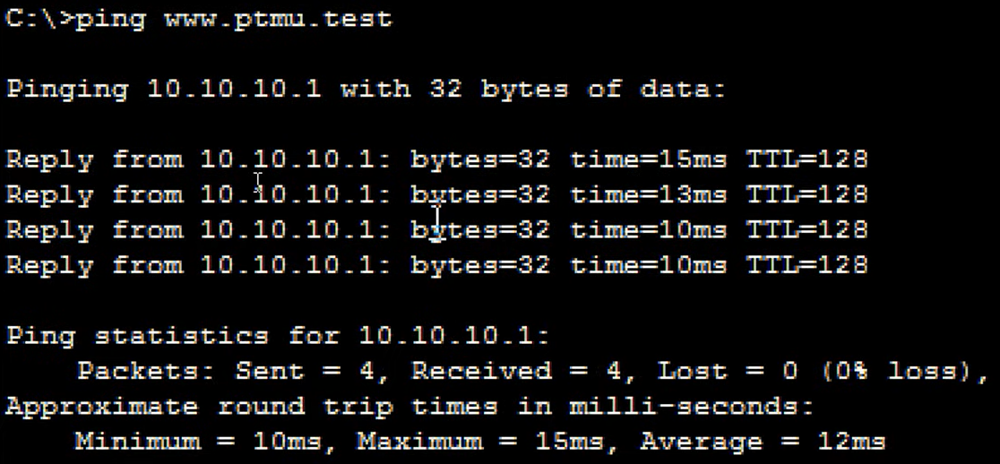 C:\>ping www.ptmu.test
Pinging 10.10.10.1 with 32 bytes of data:
Reply from 10.10.10.1: bytes=32 time=15ms TTL=128
Reply from 10.10.10.1: bytes=32 time=13ms TTL=128
Reply from 10.10.10.1: bytes=32 time=10ms TTL=128
Reply from 10.10.10.1: bytes=32 time=10ms TTL=128
Ping statistics for 10.10.10.1:
Packets: Sent = 4, Received = 4, Lost = 0 (0% loss),
Approximate round trip times in milli-seconds:
Minimum = 10ms, Maximum = 15ms, Average = 12ms